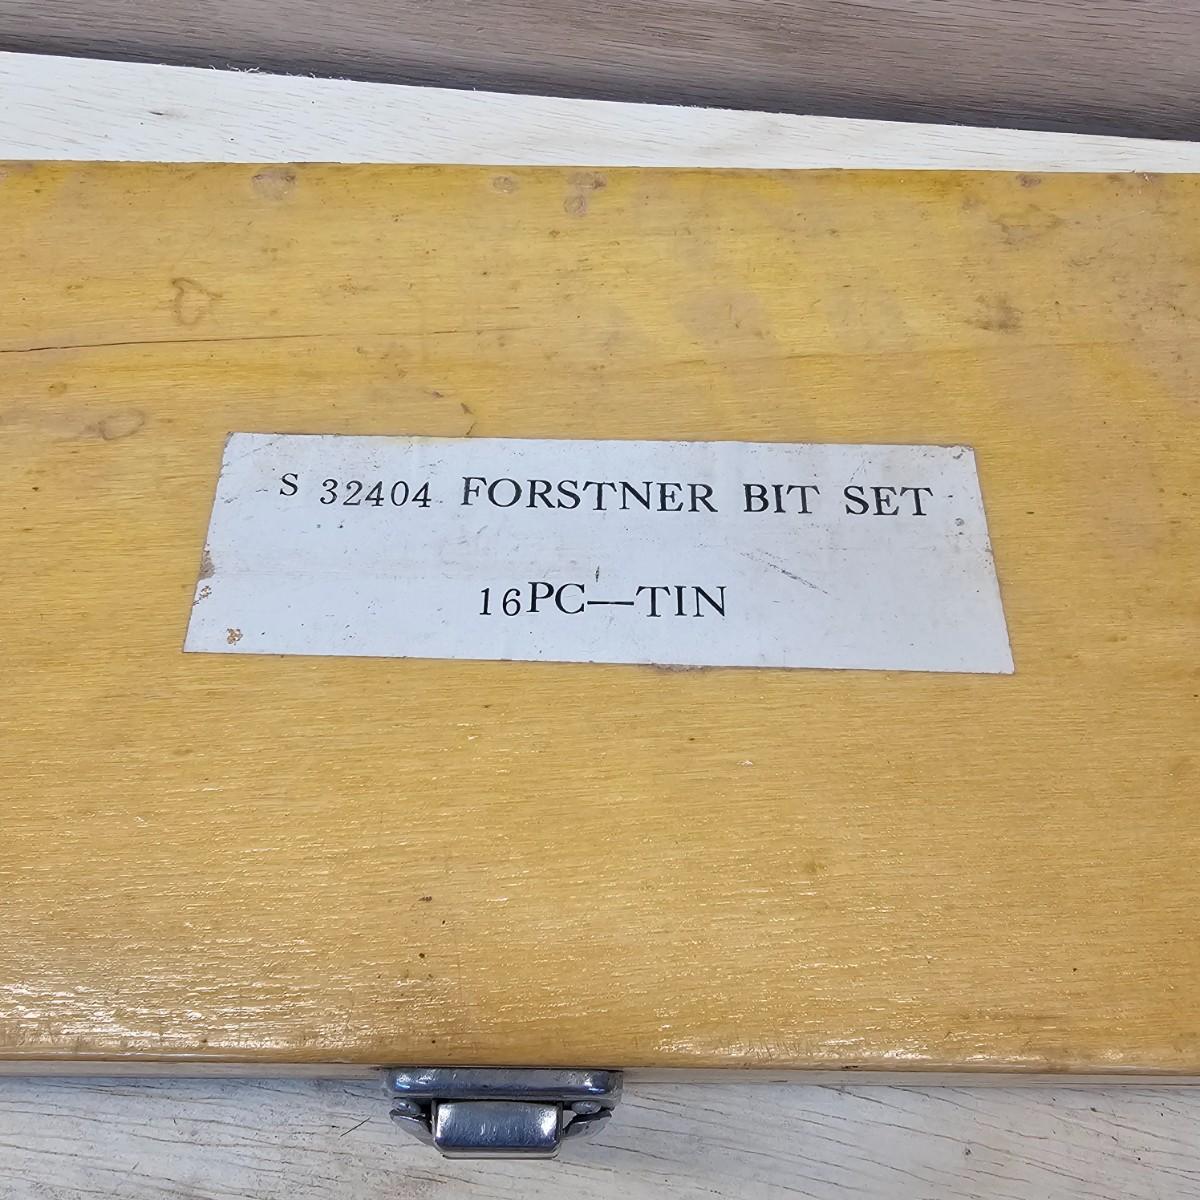 S 32404 FORSTNER BIT SET
16PC—TIN